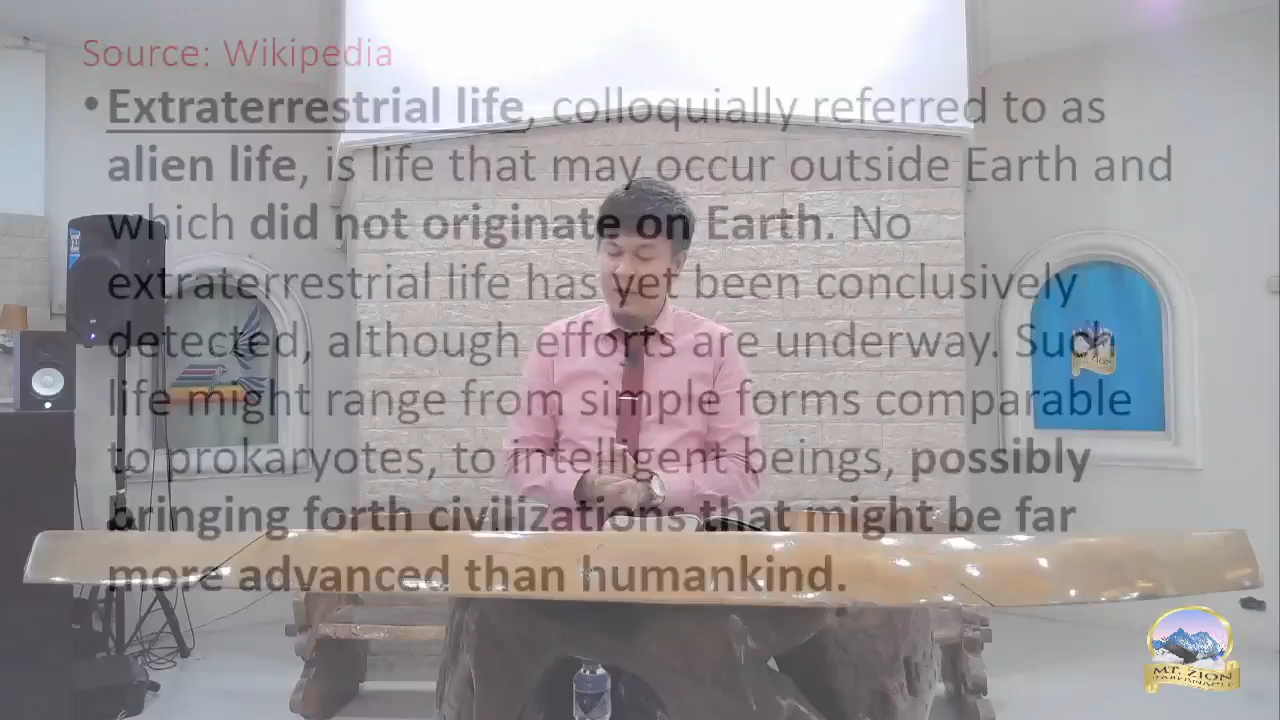 Source: Wikipedia
• Extraterrestrial life, colloquially referred to as
alien life, is life that may occur outside Earth and
which did not originate on Earth. No
extraterrestrial life has yet been conclusively
detected, although efforts are underway. Such
life might range from simple forms comparable
to prokaryotes, to intelligent beings, possibly
bringing forth civilizations that might be far
more advanced than humankind.
MT. ZION